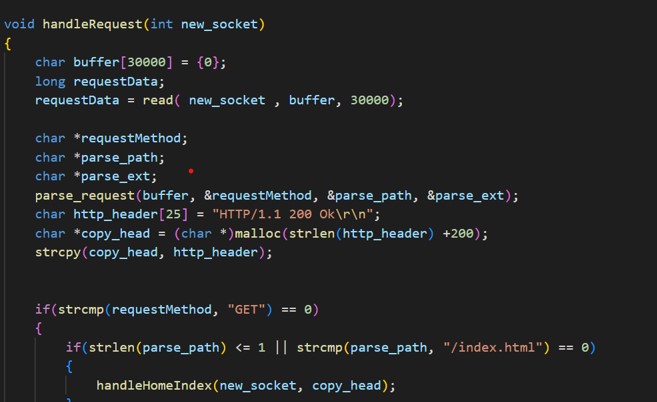 void handleRequest(int new_socket)
{
char buffer[30000] = {0};
long requestData;
requestData = read( new_socket , buffer, 30000);
char *requestMethod;
char *parse_path;
char *parse_ext;
parse_request(buffer, &requestMethod, &parse_path, &parse_ext);
char http_header[25] = "HTTP/1.1 200 Ok\r\n";
char *copy_head = (char *)malloc(strlen(http_header) +200);
strcpy(copy_head, http_header);
if(strcmp(requestMethod, "GET") == 0)
{
if(strlen(parse_path) <= 1 || strcmp(parse_path, "/index.html") == 0)
{
handleHomeIndex(new_socket, copy_head);